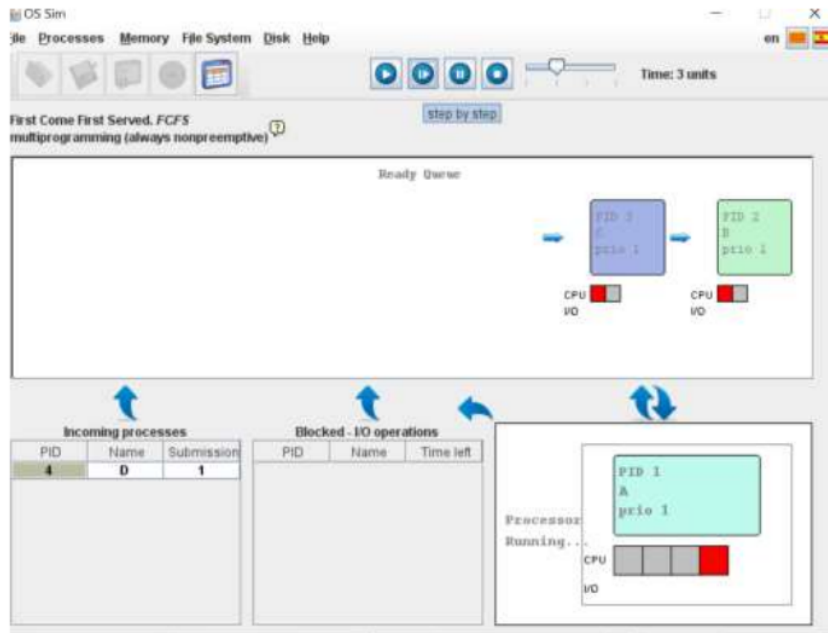 OS Sim
File Processes Memory File System Disk Help
en
Time: 3 units
First Come First Served. FCFS
multiprogramming (always nonpreemptive)
?
step by step
Ready Queue
PID 3
C
prio 1
PID 2
B
prio 1
CPU
I/O
CPU
I/O
Incoming processes
PID Name Submission
4 D 1
Blocked - I/O operations
PID Name Time left
Processor
Running...
PID 1
A
prio 1
CPU
I/O